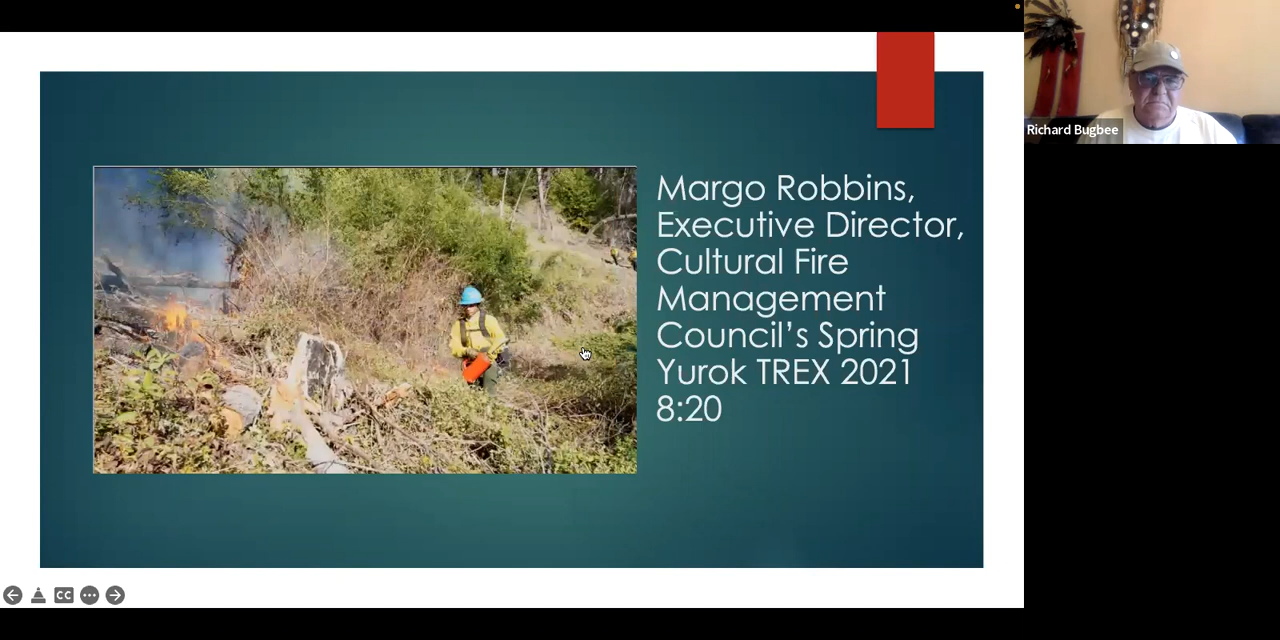 Margo Robbins,
Executive Director,
Cultural Fire
Management
Council’s Spring
Yurok TREX 2021
8:20
Richard Bugbee
CC